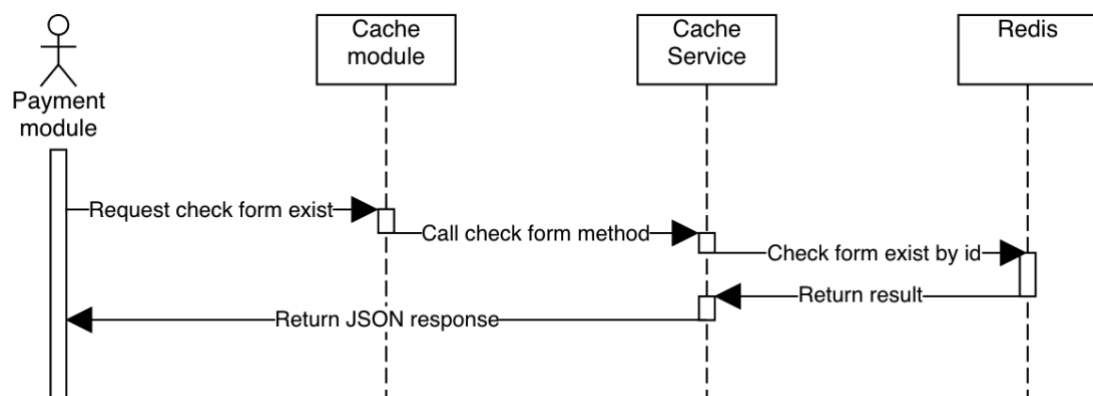 Cache
module
Cache
Service
Redis
Payment
module
Request check form exist
Call check form method
Check form exist by id
Return result
Return JSON response